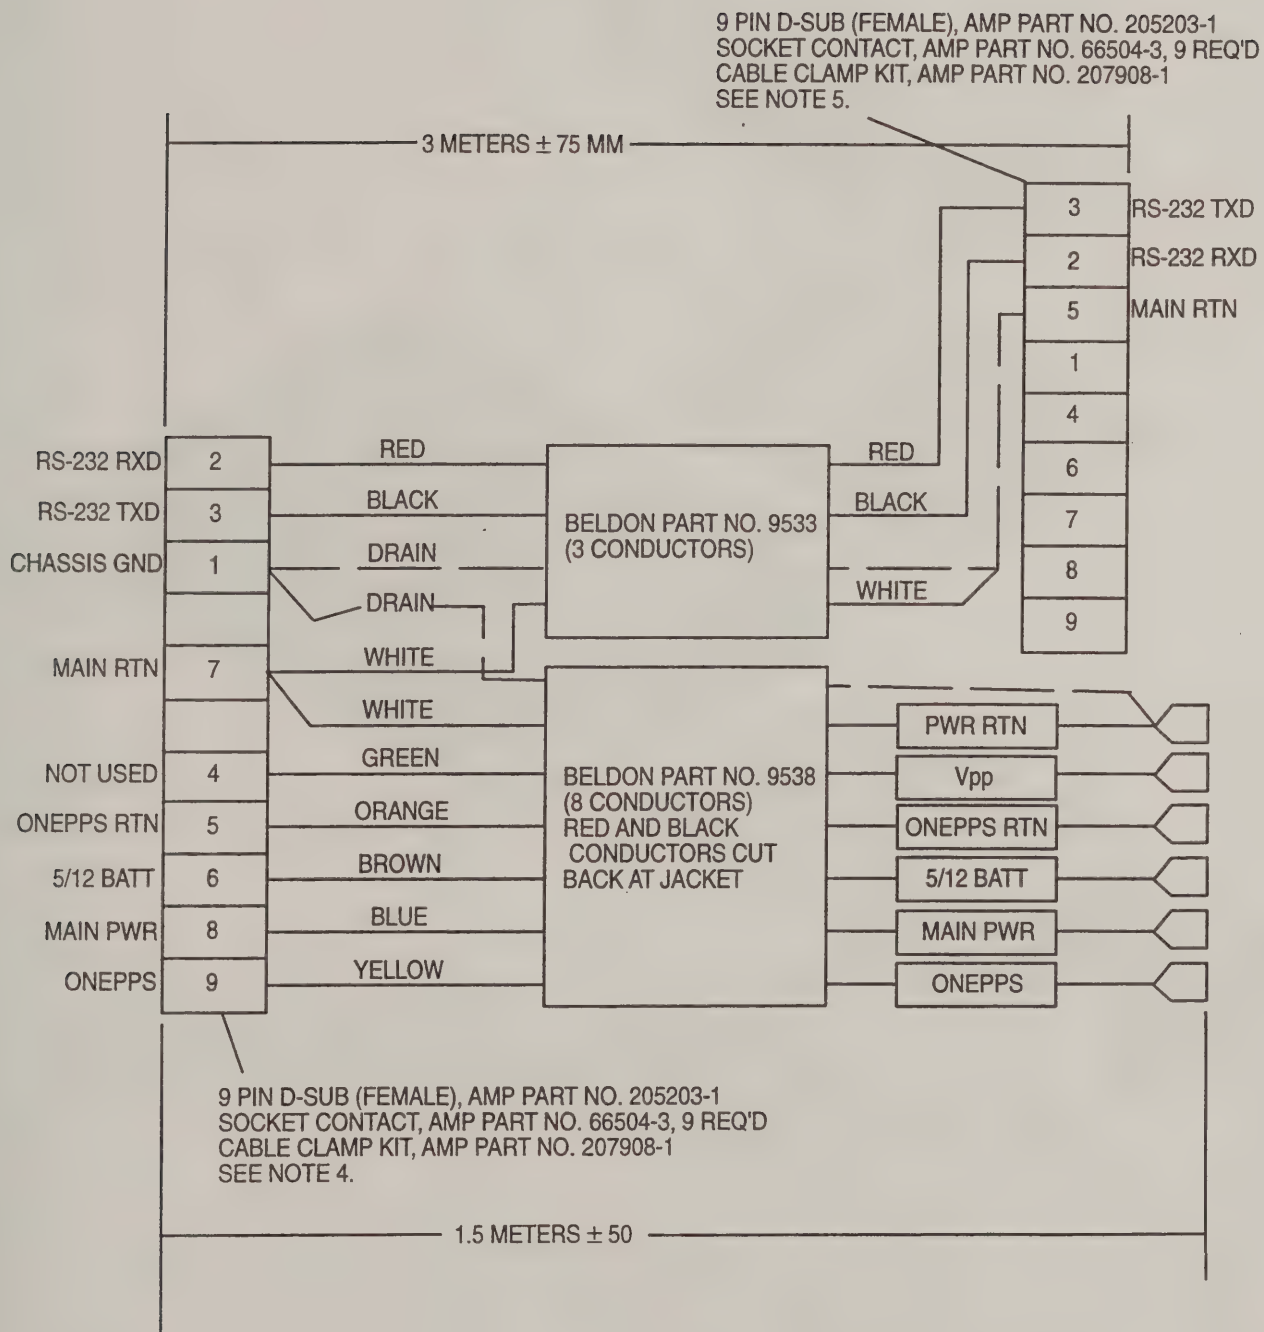 9 PIN D-SUB (FEMALE), AMP PART NO. 205203-1
SOCKET CONTACT, AMP PART NO. 66504-3, 9 REQ'D
CABLE CLAMP KIT, AMP PART NO. 207908-1
SEE NOTE 5.
3 METERS ± 75 MM
3 RS-232 TXD
2 RS-232 RXD
5 MAIN RTN
1
4
6
7
8
9
RS-232 RXD 2 RED
RS-232 TXD 3 BLACK
CHASSIS GND 1 DRAIN
DRAIN
MAIN RTN 7 WHITE
WHITE
NOT USED 4 GREEN
ONEPPS RTN 5 ORANGE
5/12 BATT 6 BROWN
MAIN PWR 8 BLUE
ONEPPS 9 YELLOW
BELDON PART NO. 9533
(3 CONDUCTORS)
RED
BLACK
WHITE
BELDON PART NO. 9538
(8 CONDUCTORS)
RED AND BLACK
CONDUCTORS CUT
BACK AT JACKET
PWR RTN
Vpp
ONEPPS RTN
5/12 BATT
MAIN PWR
ONEPPS
9 PIN D-SUB (FEMALE), AMP PART NO. 205203-1
SOCKET CONTACT, AMP PART NO. 66504-3, 9 REQ'D
CABLE CLAMP KIT, AMP PART NO. 207908-1
SEE NOTE 4.
1.5 METERS ± 50